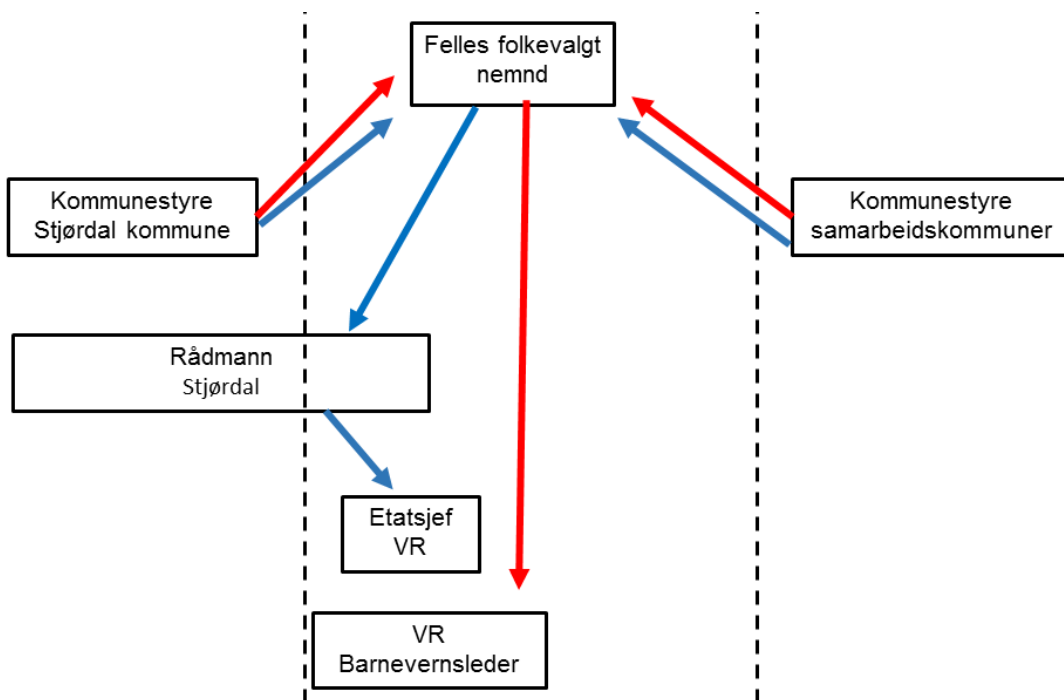 Felles folkevalgt
nemnd
Kommunestyre
Stjørdal kommune
Kommunestyre
samarbeidskommuner
Rådmann
Stjørdal
Etatsjef
VR
VR
Barnevernsleder